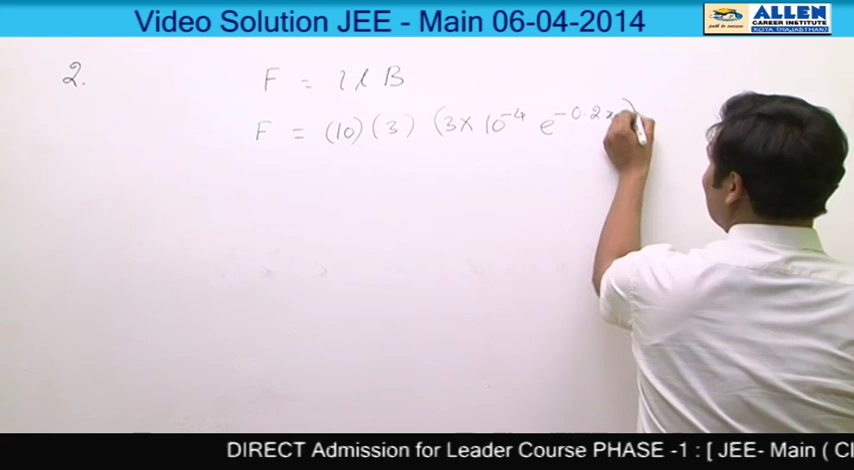 Video Solution JEE - Main 06-04-2014
ALLEN
CAREER INSTITUTE
KOTA (RAJASTHAN)
2.
F = ilB
F = (10) (3) (3 x 10⁻⁴ e⁻⁰·²ˣ)
DIRECT Admission for Leader Course PHASE -1 : [ JEE- Main ( Cl